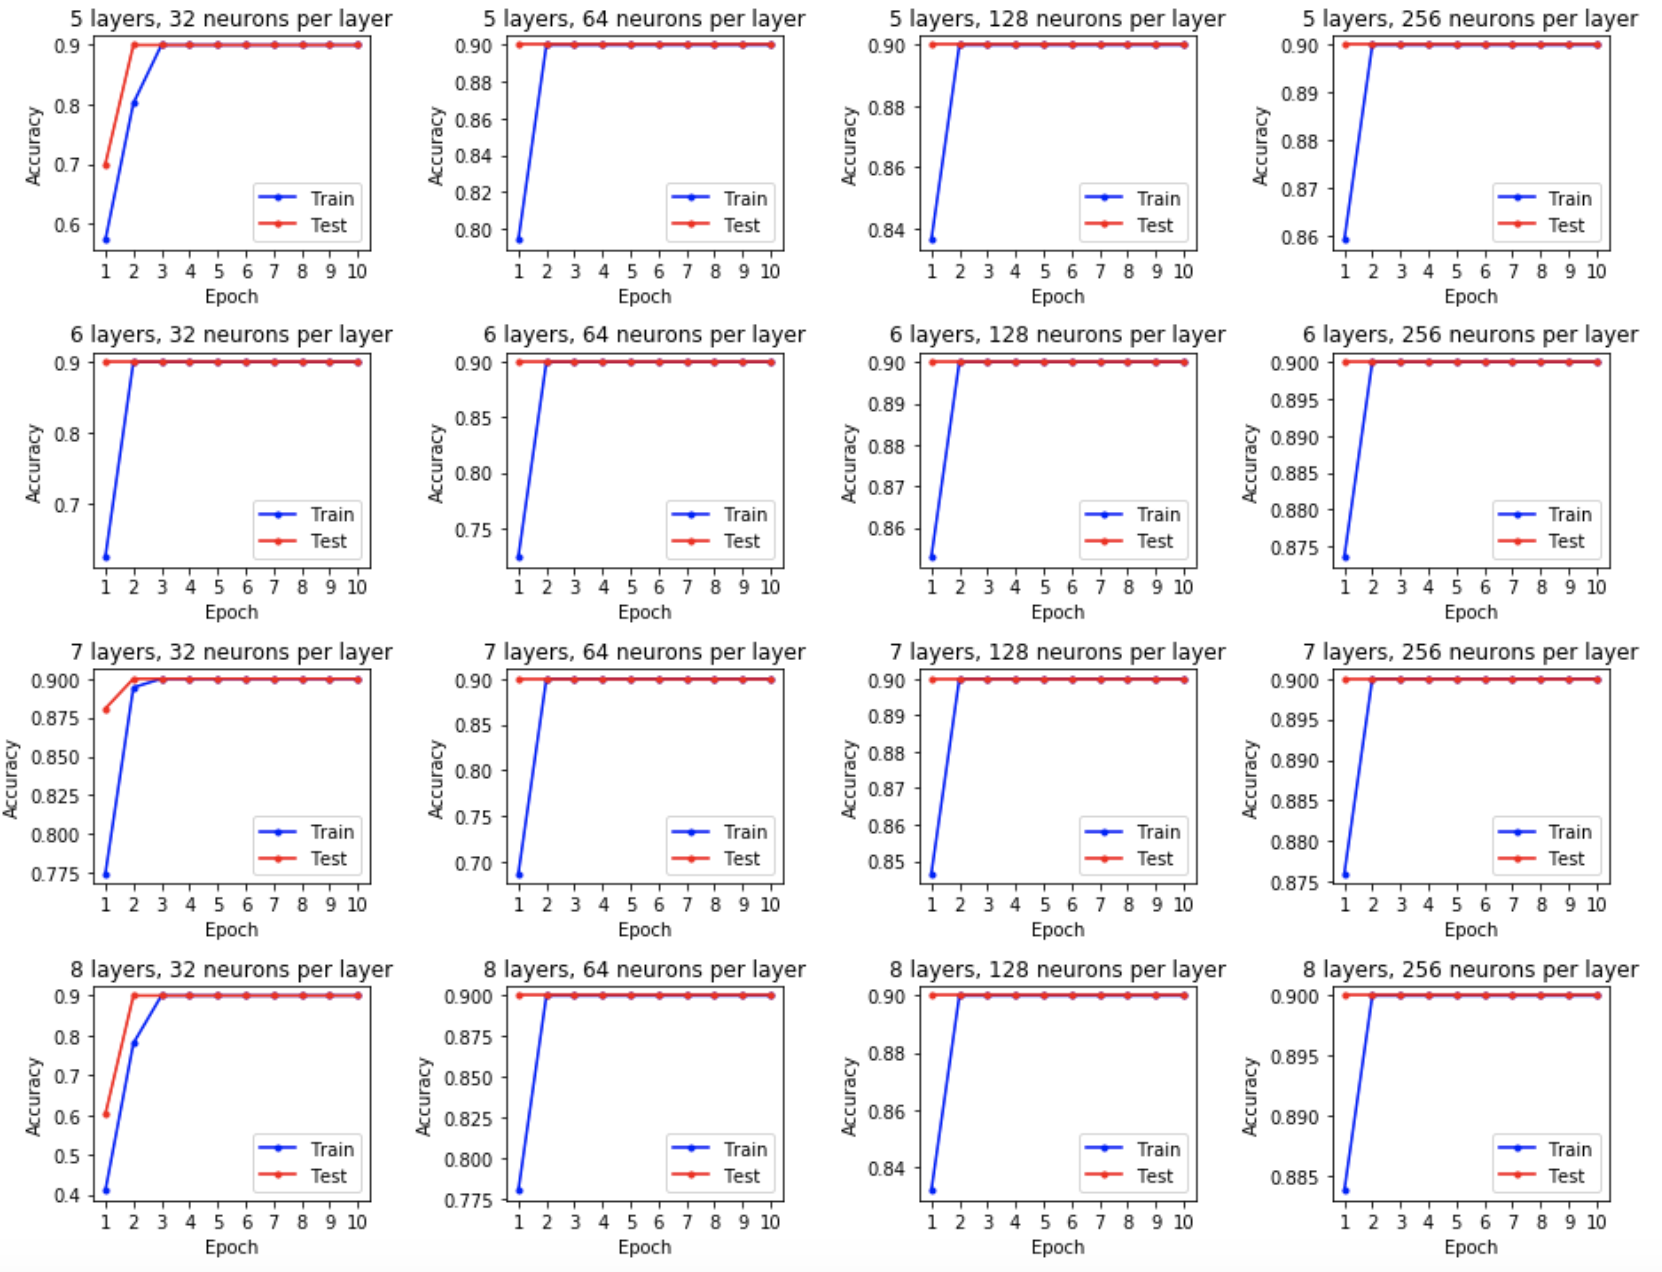 5 layers, 32 neurons per layer
0.9
0.8
0.7
0.6
Accuracy
Train
Test
1 2 3 4 5 6 7 8 9 10
Epoch
5 layers, 64 neurons per layer
0.90
0.88
0.86
0.84
0.82
0.80
Accuracy
Train
Test
1 2 3 4 5 6 7 8 9 10
Epoch
5 layers, 128 neurons per layer
0.90
0.88
0.86
0.84
Accuracy
Train
Test
1 2 3 4 5 6 7 8 9 10
Epoch
5 layers, 256 neurons per layer
0.90
0.89
0.88
0.87
0.86
Accuracy
Train
Test
1 2 3 4 5 6 7 8 9 10
Epoch
6 layers, 32 neurons per layer
0.9
0.8
0.7
Accuracy
Train
Test
1 2 3 4 5 6 7 8 9 10
Epoch
6 layers, 64 neurons per layer
0.90
0.85
0.80
0.75
Accuracy
Train
Test
1 2 3 4 5 6 7 8 9 10
Epoch
6 layers, 128 neurons per layer
0.90
0.89
0.88
0.87
0.86
Accuracy
Train
Test
1 2 3 4 5 6 7 8 9 10
Epoch
6 layers, 256 neurons per layer
0.900
0.895
0.890
0.885
0.880
0.875
Accuracy
Train
Test
1 2 3 4 5 6 7 8 9 10
Epoch
7 layers, 32 neurons per layer
0.900
0.875
0.850
0.825
0.800
0.775
Accuracy
Train
Test
1 2 3 4 5 6 7 8 9 10
Epoch
7 layers, 64 neurons per layer
0.90
0.85
0.80
0.75
0.70
Accuracy
Train
Test
1 2 3 4 5 6 7 8 9 10
Epoch
7 layers, 128 neurons per layer
0.90
0.89
0.88
0.87
0.86
0.85
Accuracy
Train
Test
1 2 3 4 5 6 7 8 9 10
Epoch
7 layers, 256 neurons per layer
0.900
0.895
0.890
0.885
0.880
0.875
Accuracy
Train
Test
1 2 3 4 5 6 7 8 9 10
Epoch
8 layers, 32 neurons per layer
0.9
0.8
0.7
0.6
0.5
0.4
Accuracy
Train
Test
1 2 3 4 5 6 7 8 9 10
Epoch
8 layers, 64 neurons per layer
0.900
0.875
0.850
0.825
0.800
0.775
Accuracy
Train
Test
1 2 3 4 5 6 7 8 9 10
Epoch
8 layers, 128 neurons per layer
0.90
0.88
0.86
0.84
Accuracy
Train
Test
1 2 3 4 5 6 7 8 9 10
Epoch
8 layers, 256 neurons per layer
0.900
0.895
0.890
0.885
Accuracy
Train
Test
1 2 3 4 5 6 7 8 9 10
Epoch